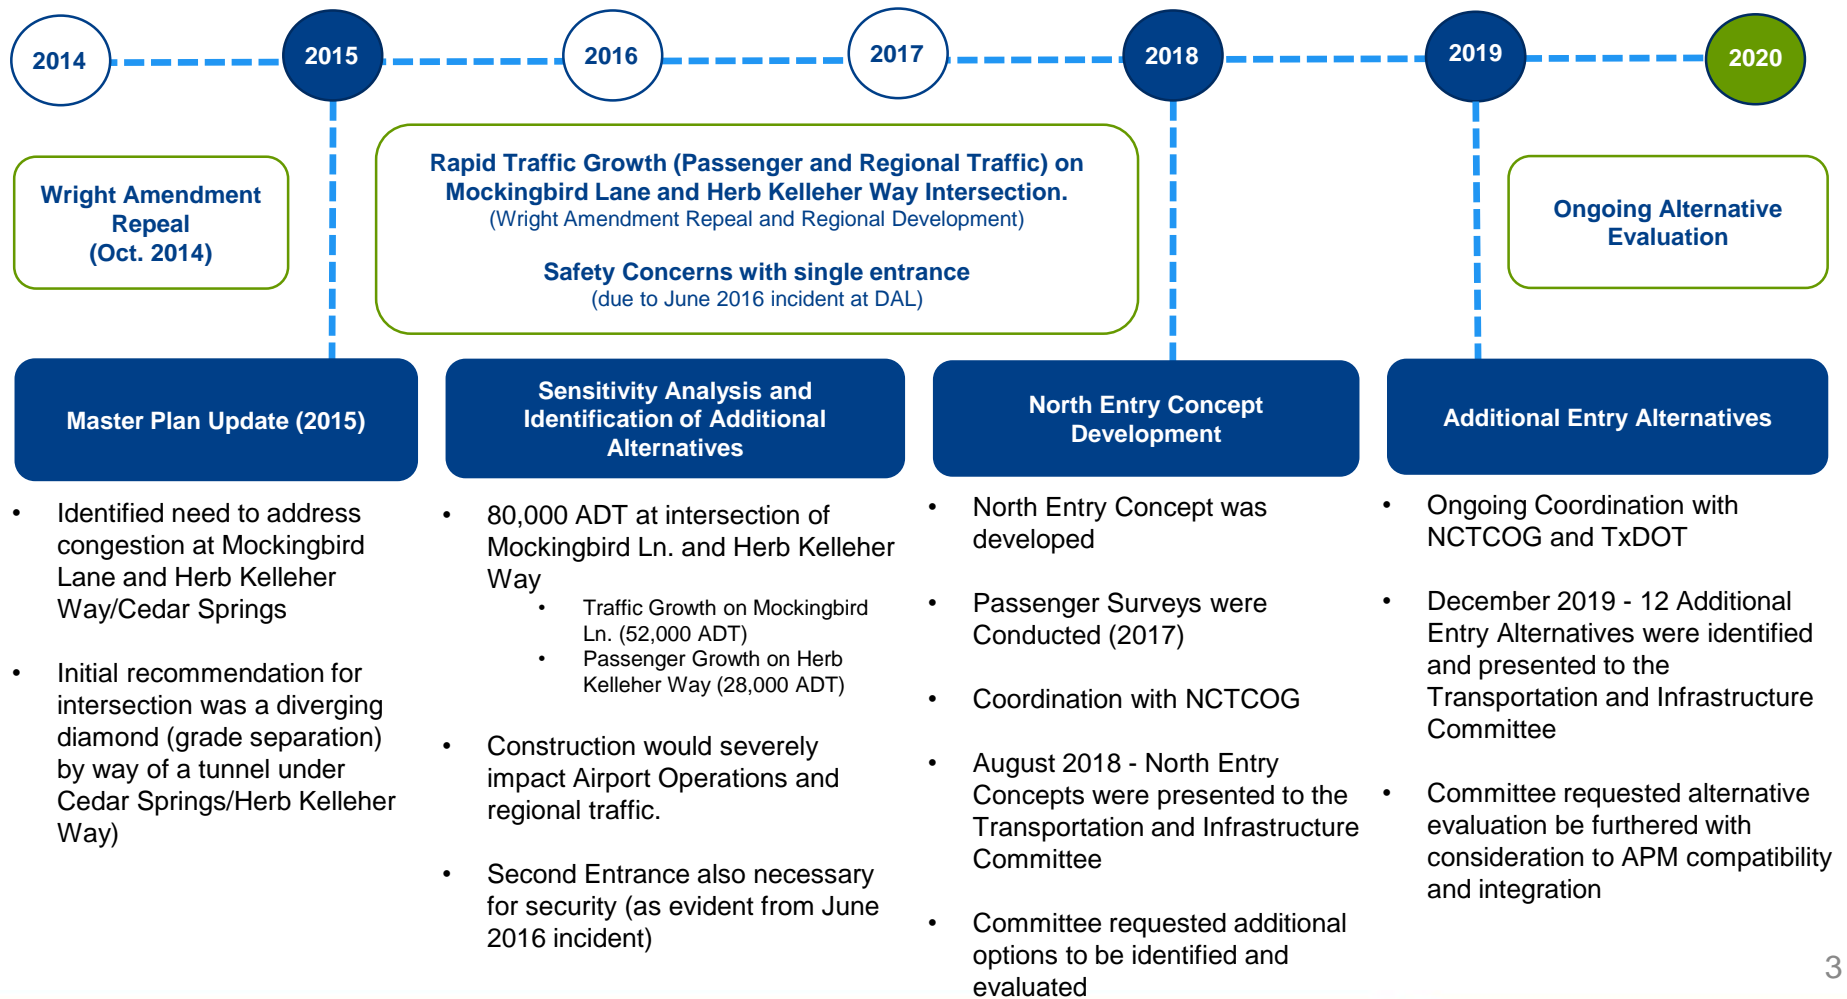 2014
2015
2016
2017
2018
2019
2020
Wright Amendment
Repeal
(Oct. 2014)
Rapid Traffic Growth (Passenger and Regional Traffic) on
Mockingbird Lane and Herb Kelleher Way Intersection.
(Wright Amendment Repeal and Regional Development)
Safety Concerns with single entrance
(due to June 2016 incident at DAL)
Ongoing Alternative
Evaluation
Master Plan Update (2015)
• Identified need to address
congestion at Mockingbird
Lane and Herb Kelleher
Way/Cedar Springs
• Initial recommendation for
intersection was a diverging
diamond (grade separation)
by way of a tunnel under
Cedar Springs/Herb Kelleher
Way)
Sensitivity Analysis and
Identification of Additional
Alternatives
• 80,000 ADT at intersection of
Mockingbird Ln. and Herb Kelleher
Way
• Traffic Growth on Mockingbird
Ln. (52,000 ADT)
• Passenger Growth on Herb
Kelleher Way (28,000 ADT)
• Construction would severely
impact Airport Operations and
regional traffic.
• Second Entrance also necessary
for security (as evident from June
2016 incident)
North Entry Concept
Development
• North Entry Concept was
developed
• Passenger Surveys were
Conducted (2017)
• Coordination with NCTCOG
• August 2018 - North Entry
Concepts were presented to the
Transportation and Infrastructure
Committee
• Committee requested additional
options to be identified and
evaluated
Additional Entry Alternatives
• Ongoing Coordination with
NCTCOG and TxDOT
• December 2019 - 12 Additional
Entry Alternatives were identified
and presented to the
Transportation and Infrastructure
Committee
• Committee requested alternative
evaluation be furthered with
consideration to APM compatibility
and integration
3